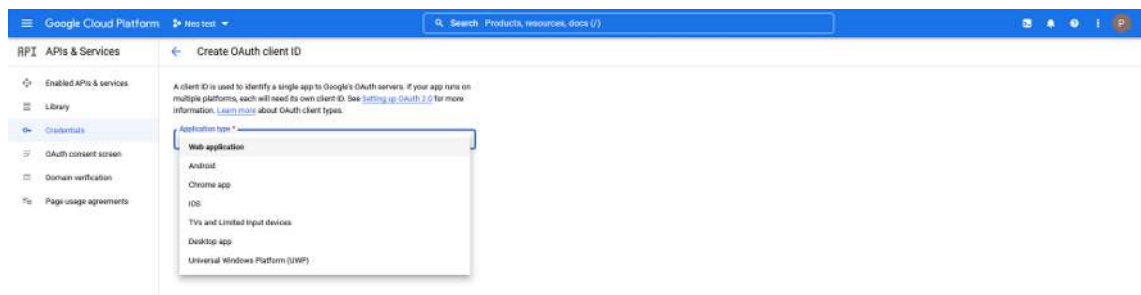 Google Cloud Platform
Nest test
Search Products, resources, docs (/)
P
API APIs & Services
Create OAuth client ID
Enabled APIs & services
Library
Credentials
OAuth consent screen
Domain verification
Page usage agreements
A client ID is used to identify a single app to Google's OAuth servers. If your app runs on
multiple platforms, each will need its own client ID. See Setting up OAuth 2.0 for more
information. Learn more about OAuth client types.
Application type *
Web application
Android
Chrome app
iOS
TVs and Limited Input devices
Desktop app
Universal Windows Platform (UWP)